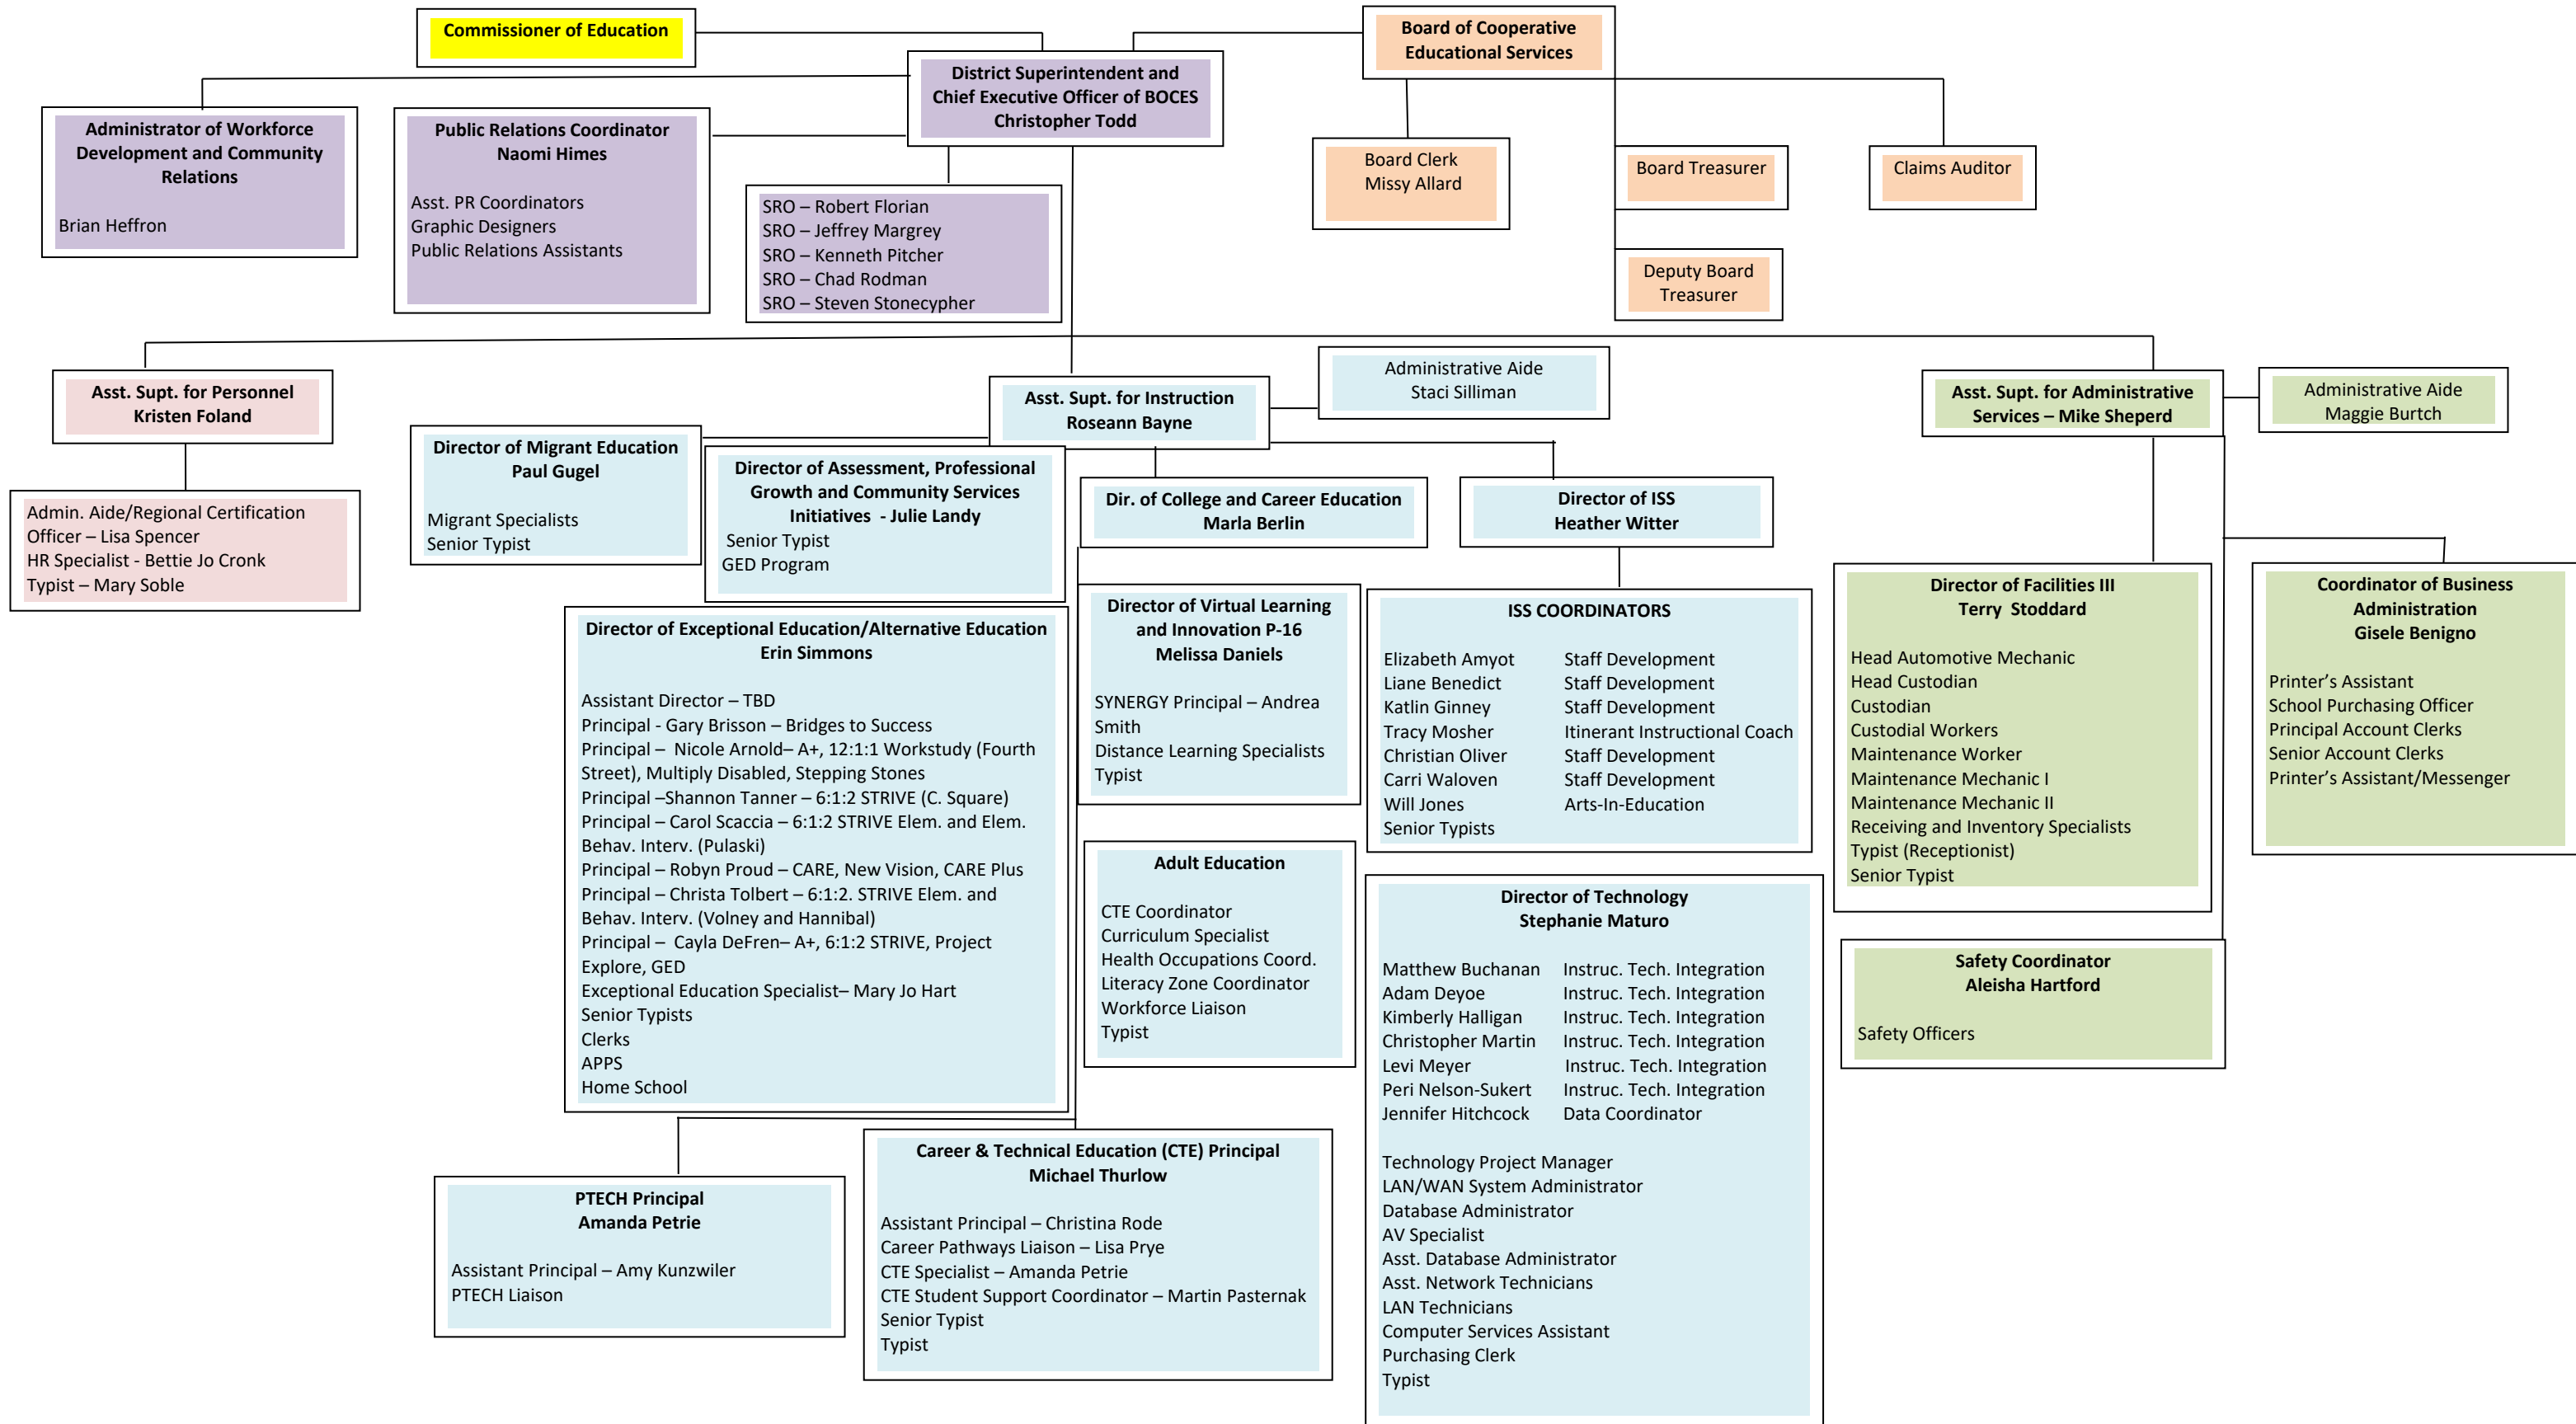 Commissioner of Education
Board of Cooperative
Educational Services
District Superintendent and
Chief Executive Officer of BOCES
Christopher Todd
Administrator of Workforce
Development and Community
Relations
Brian Heffron
Public Relations Coordinator
Naomi Himes
Asst. PR Coordinators
Graphic Designers
Public Relations Assistants
SRO – Robert Florian
SRO – Jeffrey Margrey
SRO – Kenneth Pitcher
SRO – Chad Rodman
SRO – Steven Stonecypher
Board Clerk
Missy Allard
Board Treasurer
Claims Auditor
Deputy Board
Treasurer
Asst. Supt. for Personnel
Kristen Foland
Admin. Aide/Regional Certification
Officer – Lisa Spencer
HR Specialist - Bettie Jo Cronk
Typist – Mary Soble
Asst. Supt. for Instruction
Roseann Bayne
Administrative Aide
Staci Silliman
Asst. Supt. for Administrative
Services – Mike Sheperd
Administrative Aide
Maggie Burtch
Director of Migrant Education
Paul Gugel
Migrant Specialists
Senior Typist
Director of Assessment, Professional
Growth and Community Services
Initiatives - Julie Landy
Senior Typist
GED Program
Dir. of College and Career Education
Marla Berlin
Director of ISS
Heather Witter
Director of Exceptional Education/Alternative Education
Erin Simmons
Assistant Director – TBD
Principal - Gary Brisson – Bridges to Success
Principal – Nicole Arnold– A+, 12:1:1 Workstudy (Fourth
Street), Multiply Disabled, Stepping Stones
Principal –Shannon Tanner – 6:1:2 STRIVE (C. Square)
Principal – Carol Scaccia – 6:1:2 STRIVE Elem. and Elem.
Behav. Interv. (Pulaski)
Principal – Robyn Proud – CARE, New Vision, CARE Plus
Principal – Christa Tolbert – 6:1:2. STRIVE Elem. and
Behav. Interv. (Volney and Hannibal)
Principal – Cayla DeFren– A+, 6:1:2 STRIVE, Project
Explore, GED
Exceptional Education Specialist– Mary Jo Hart
Senior Typists
Clerks
APPS
Home School
Director of Virtual Learning
and Innovation P-16
Melissa Daniels
SYNERGY Principal – Andrea
Smith
Distance Learning Specialists
Typist
ISS COORDINATORS
Elizabeth Amyot Staff Development
Liane Benedict Staff Development
Katlin Ginney Staff Development
Tracy Mosher Itinerant Instructional Coach
Christian Oliver Staff Development
Carri Waloven Staff Development
Will Jones Arts-In-Education
Senior Typists
Director of Facilities III
Terry Stoddard
Head Automotive Mechanic
Head Custodian
Custodian
Custodial Workers
Maintenance Worker
Maintenance Mechanic I
Maintenance Mechanic II
Receiving and Inventory Specialists
Typist (Receptionist)
Senior Typist
Coordinator of Business
Administration
Gisele Benigno
Printer's Assistant
School Purchasing Officer
Principal Account Clerks
Senior Account Clerks
Printer's Assistant/Messenger
Adult Education
CTE Coordinator
Curriculum Specialist
Health Occupations Coord.
Literacy Zone Coordinator
Workforce Liaison
Typist
Director of Technology
Stephanie Maturo
Matthew Buchanan Instruc. Tech. Integration
Adam Deyoe Instruc. Tech. Integration
Kimberly Halligan Instruc. Tech. Integration
Christopher Martin Instruc. Tech. Integration
Levi Meyer Instruc. Tech. Integration
Peri Nelson-Sukert Instruc. Tech. Integration
Jennifer Hitchcock Data Coordinator
Technology Project Manager
LAN/WAN System Administrator
Database Administrator
AV Specialist
Asst. Database Administrator
Asst. Network Technicians
LAN Technicians
Computer Services Assistant
Purchasing Clerk
Typist
Safety Coordinator
Aleisha Hartford
Safety Officers
PTECH Principal
Amanda Petrie
Assistant Principal – Amy Kunzwiler
PTECH Liaison
Career & Technical Education (CTE) Principal
Michael Thurlow
Assistant Principal – Christina Rode
Career Pathways Liaison – Lisa Prye
CTE Specialist – Amanda Petrie
CTE Student Support Coordinator – Martin Pasternak
Senior Typist
Typist